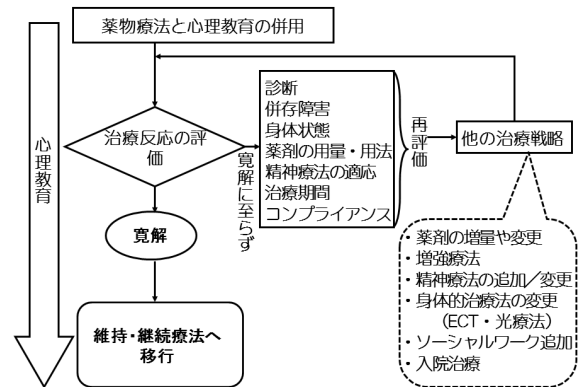 薬物療法と心理教育の併用
心理教育
治療反応の評
価
寛解に至らず
診断
併存障害
身体状態
薬剤の用量・用法
精神療法の適応
治療期間
コンプライアンス
再評価
他の治療戦略
寛解
維持・継続療法へ
移行
・薬剤の増量や変更
・増強療法
・精神療法の追加／変更
・身体的治療法の変更
（ECT・光療法）
・ソーシャルワーク追加
・入院治療